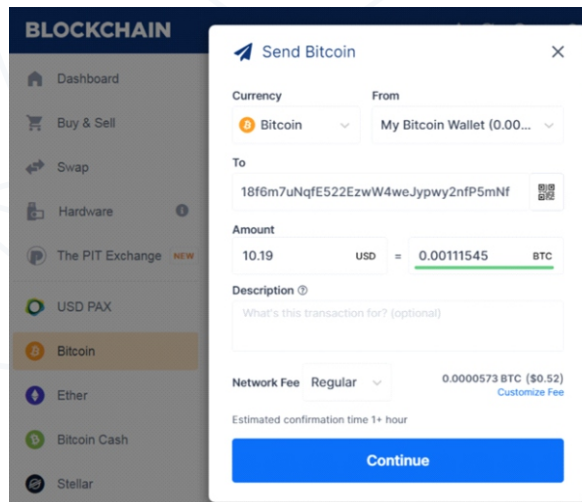 BLOCKCHAIN
Dashboard
Buy & Sell
Swap
Hardware
The PIT Exchange NEW
USD PAX
Bitcoin
Ether
Bitcoin Cash
Stellar
Send Bitcoin
Currency From
Bitcoin My Bitcoin Wallet (0.00...
To
18f6m7uNqfE522EzwW4weJypwy2nfP5mNf
Amount
10.19 USD = 0.00111545 BTC
Description
What's this transaction for? (optional)
Network Fee Regular 0.0000573 BTC ($0.52)
Customize Fee
Estimated confirmation time 1+ hour
Continue